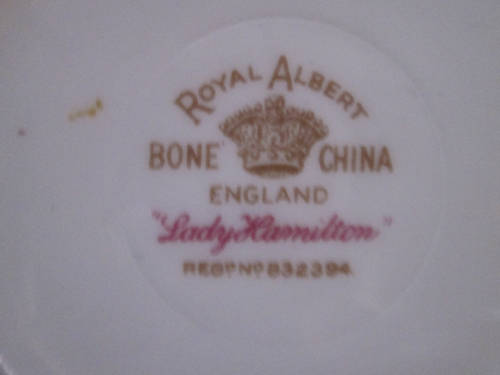 ROYAL ALBERT
BONE CHINA
ENGLAND
"Lady Hamilton"
REGD No 832394.